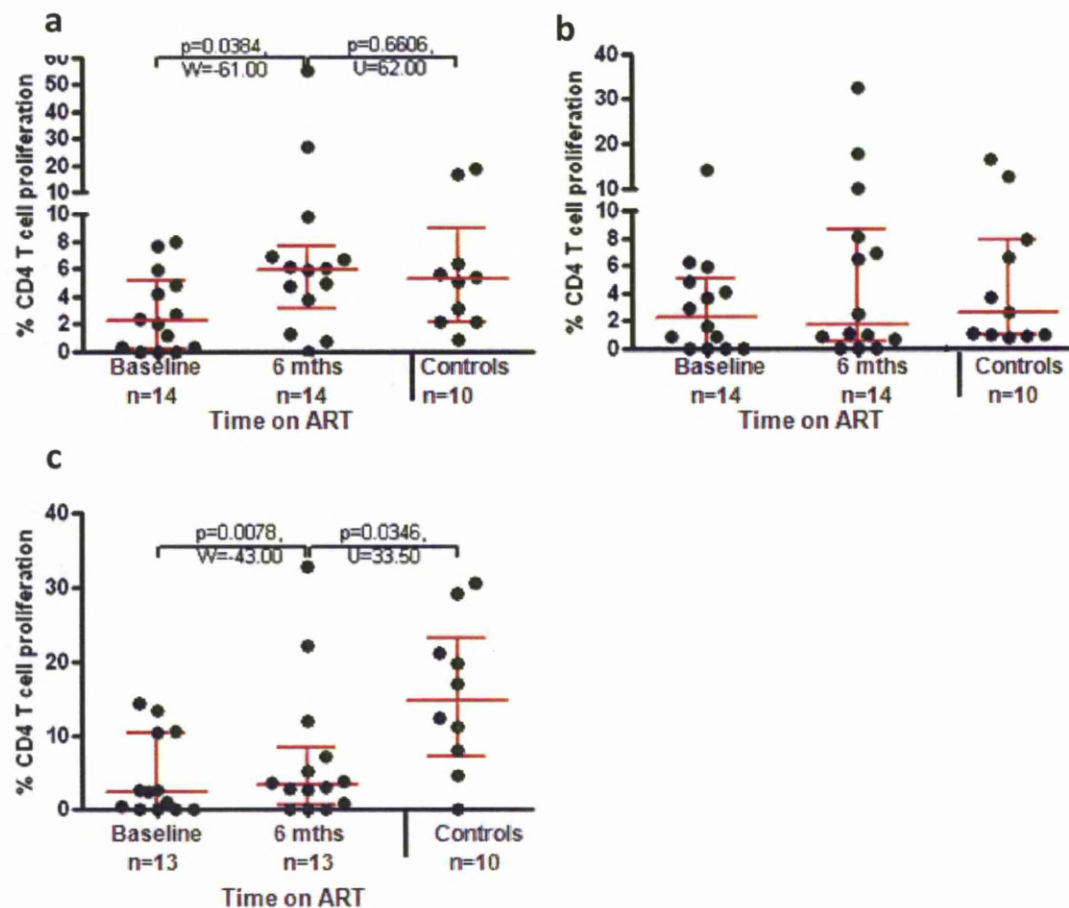 a
p=0.0384, p=0.6606,
W=-61.00 U=62.00
% CD4 T cell proliferation
60
50
40
30
20
10
10
8
6
4
2
0
Baseline 6 mths Controls
n=14 n=14 n=10
Time on ART
b
% CD4 T cell proliferation
40
30
20
10
10
8
6
4
2
0
Baseline 6 mths Controls
n=14 n=14 n=10
Time on ART
c
p=0.0078, p=0.0346,
W=-43.00 U=33.50
% CD4 T cell proliferation
40
30
20
10
0
Baseline 6 mths Controls
n=13 n=13 n=10
Time on ART